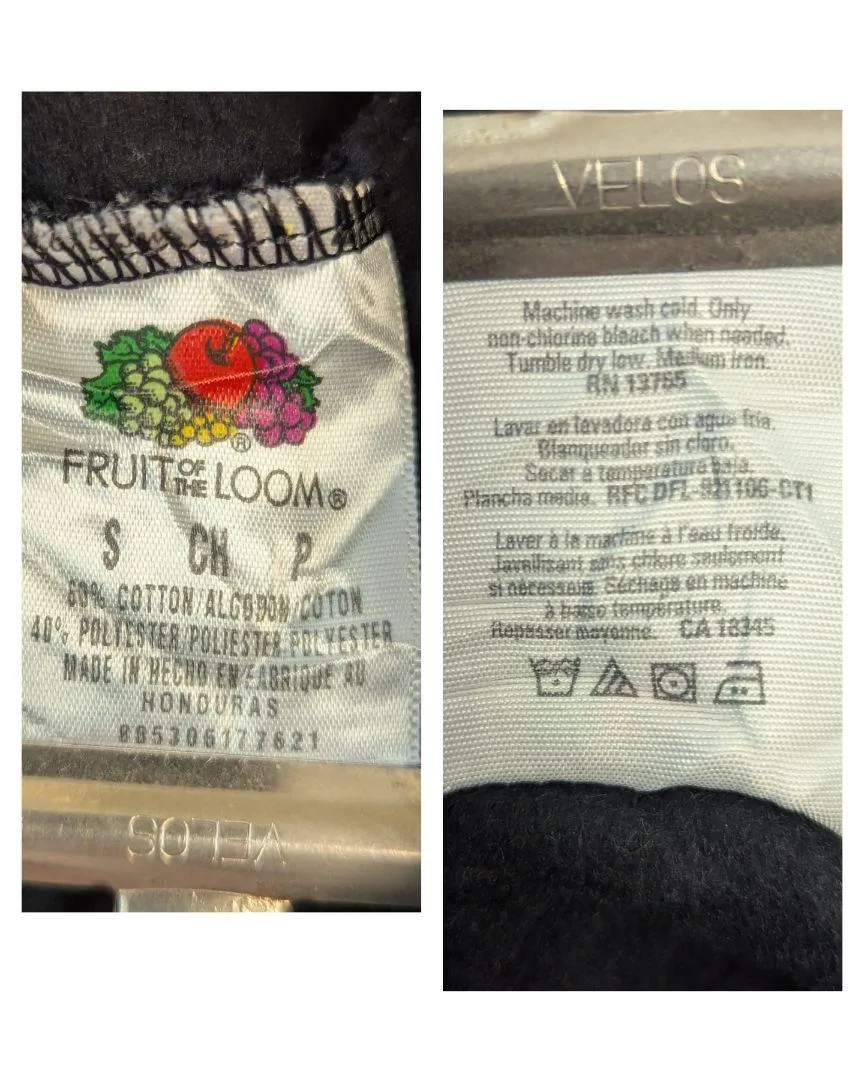 FRUIT OF THE LOOM®
S CH P
60% COTTON/ALGODON/COTON
40% POLYESTER POLIESTER POLYESTER
MADE IN HECHO EN FABRIQUE AU
HONDURAS
885306177621
VELOS
VELOS
Machine wash cold. Only
non-chlorine bleach when needed.
Tumble dry low. Medium iron.
RN 13765
Lavar en lavadora con agua fria.
Blanqueador sin cloro.
Secar a temperatura baja.
Plancha media. RFC DFL-921106-CT1
Laver à la machine à l'eau froide.
Javellisant sans chlore seulement
si nécessaire. Séchage en machine
à basse température.
Repasser moyenne. CA 18345